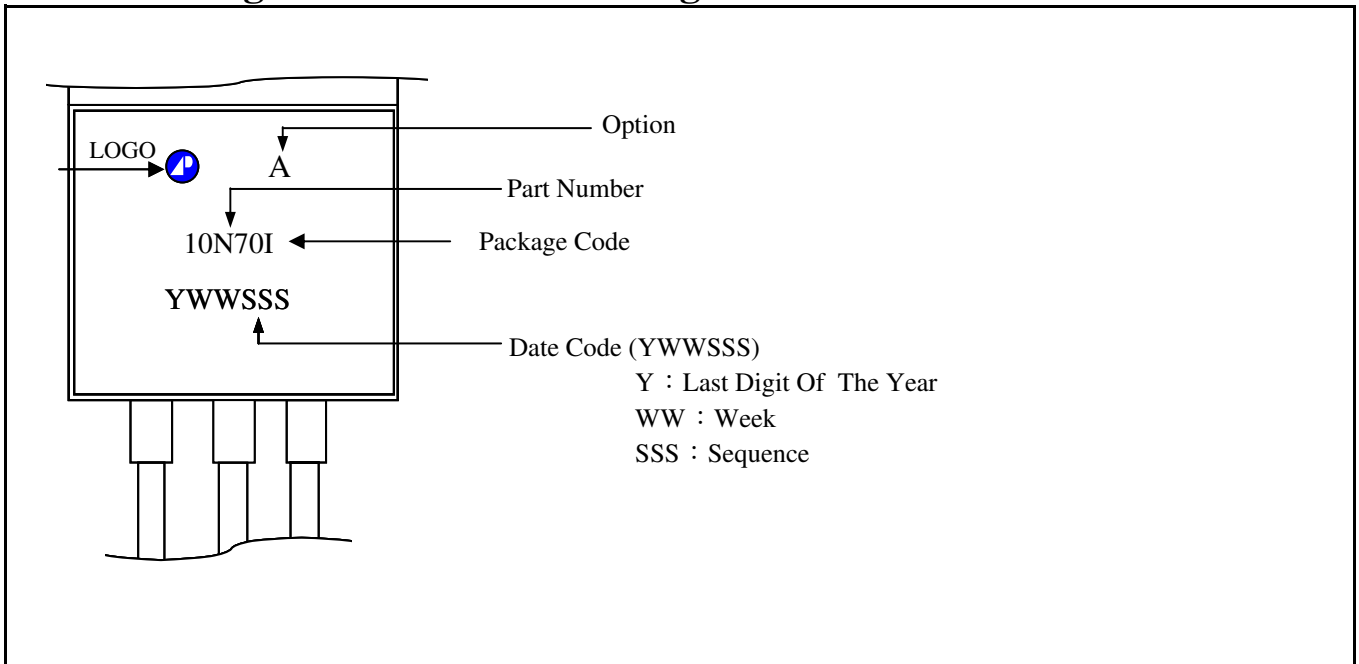 Option
LOGO
A
Part Number
10N70I
Package Code
YWWSSS
Date Code (YWWSSS)
Y：Last Digit Of The Year
WW：Week
SSS：Sequence